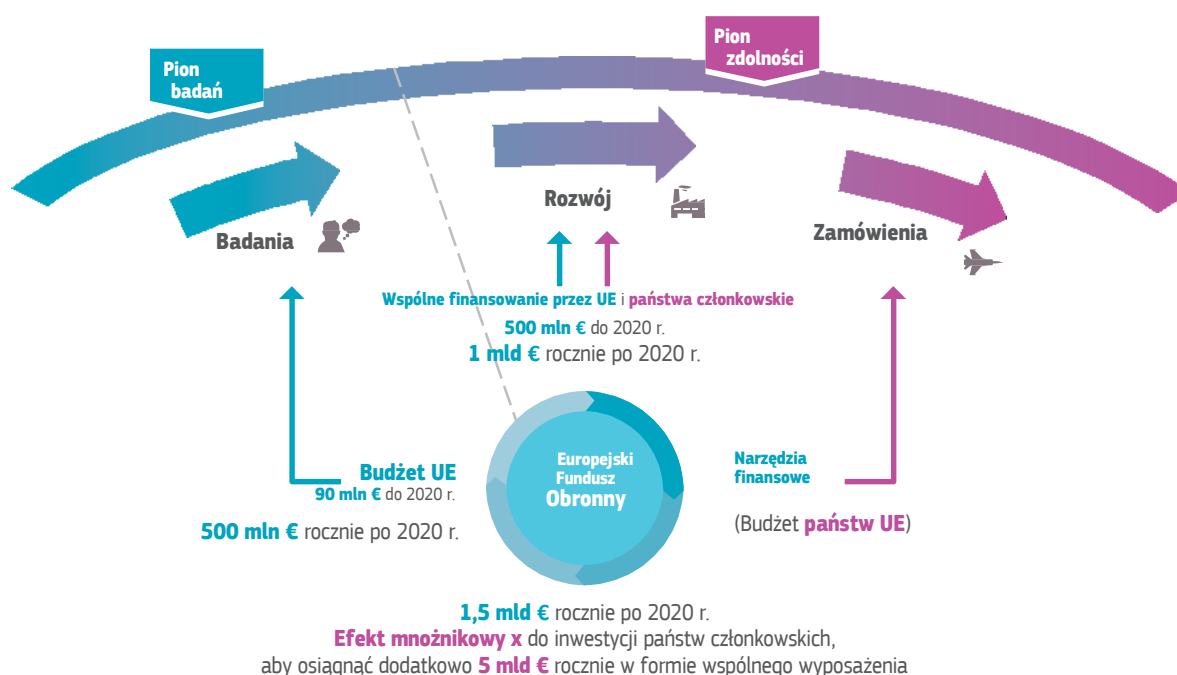 Pion
badań
Pion
zdolności
Badania
Rozwój
Zamówienia
Wspólne finansowanie przez UE i państwa członkowskie
500 mln € do 2020 r.
1 mld € rocznie po 2020 r.
Budżet UE
90 mln € do 2020 r.
500 mln € rocznie po 2020 r.
Europejski
Fundusz
Obronny
Narzędzia
finansowe
(Budżet państw UE)
1,5 mld € rocznie po 2020 r.
Efekt mnożnikowy x do inwestycji państw członkowskich,
aby osiągnąć dodatkowo 5 mld € rocznie w formie wspólnego wyposażenia